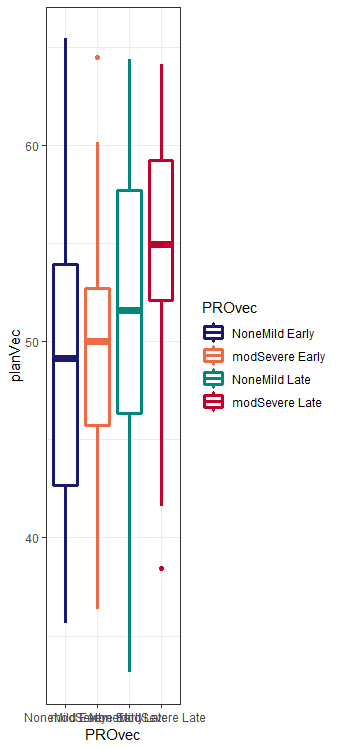 60
50
40
planVec
PROvec
PROvec
NoneMild Early
modSevere Early
NoneMild Late
modSevere Late